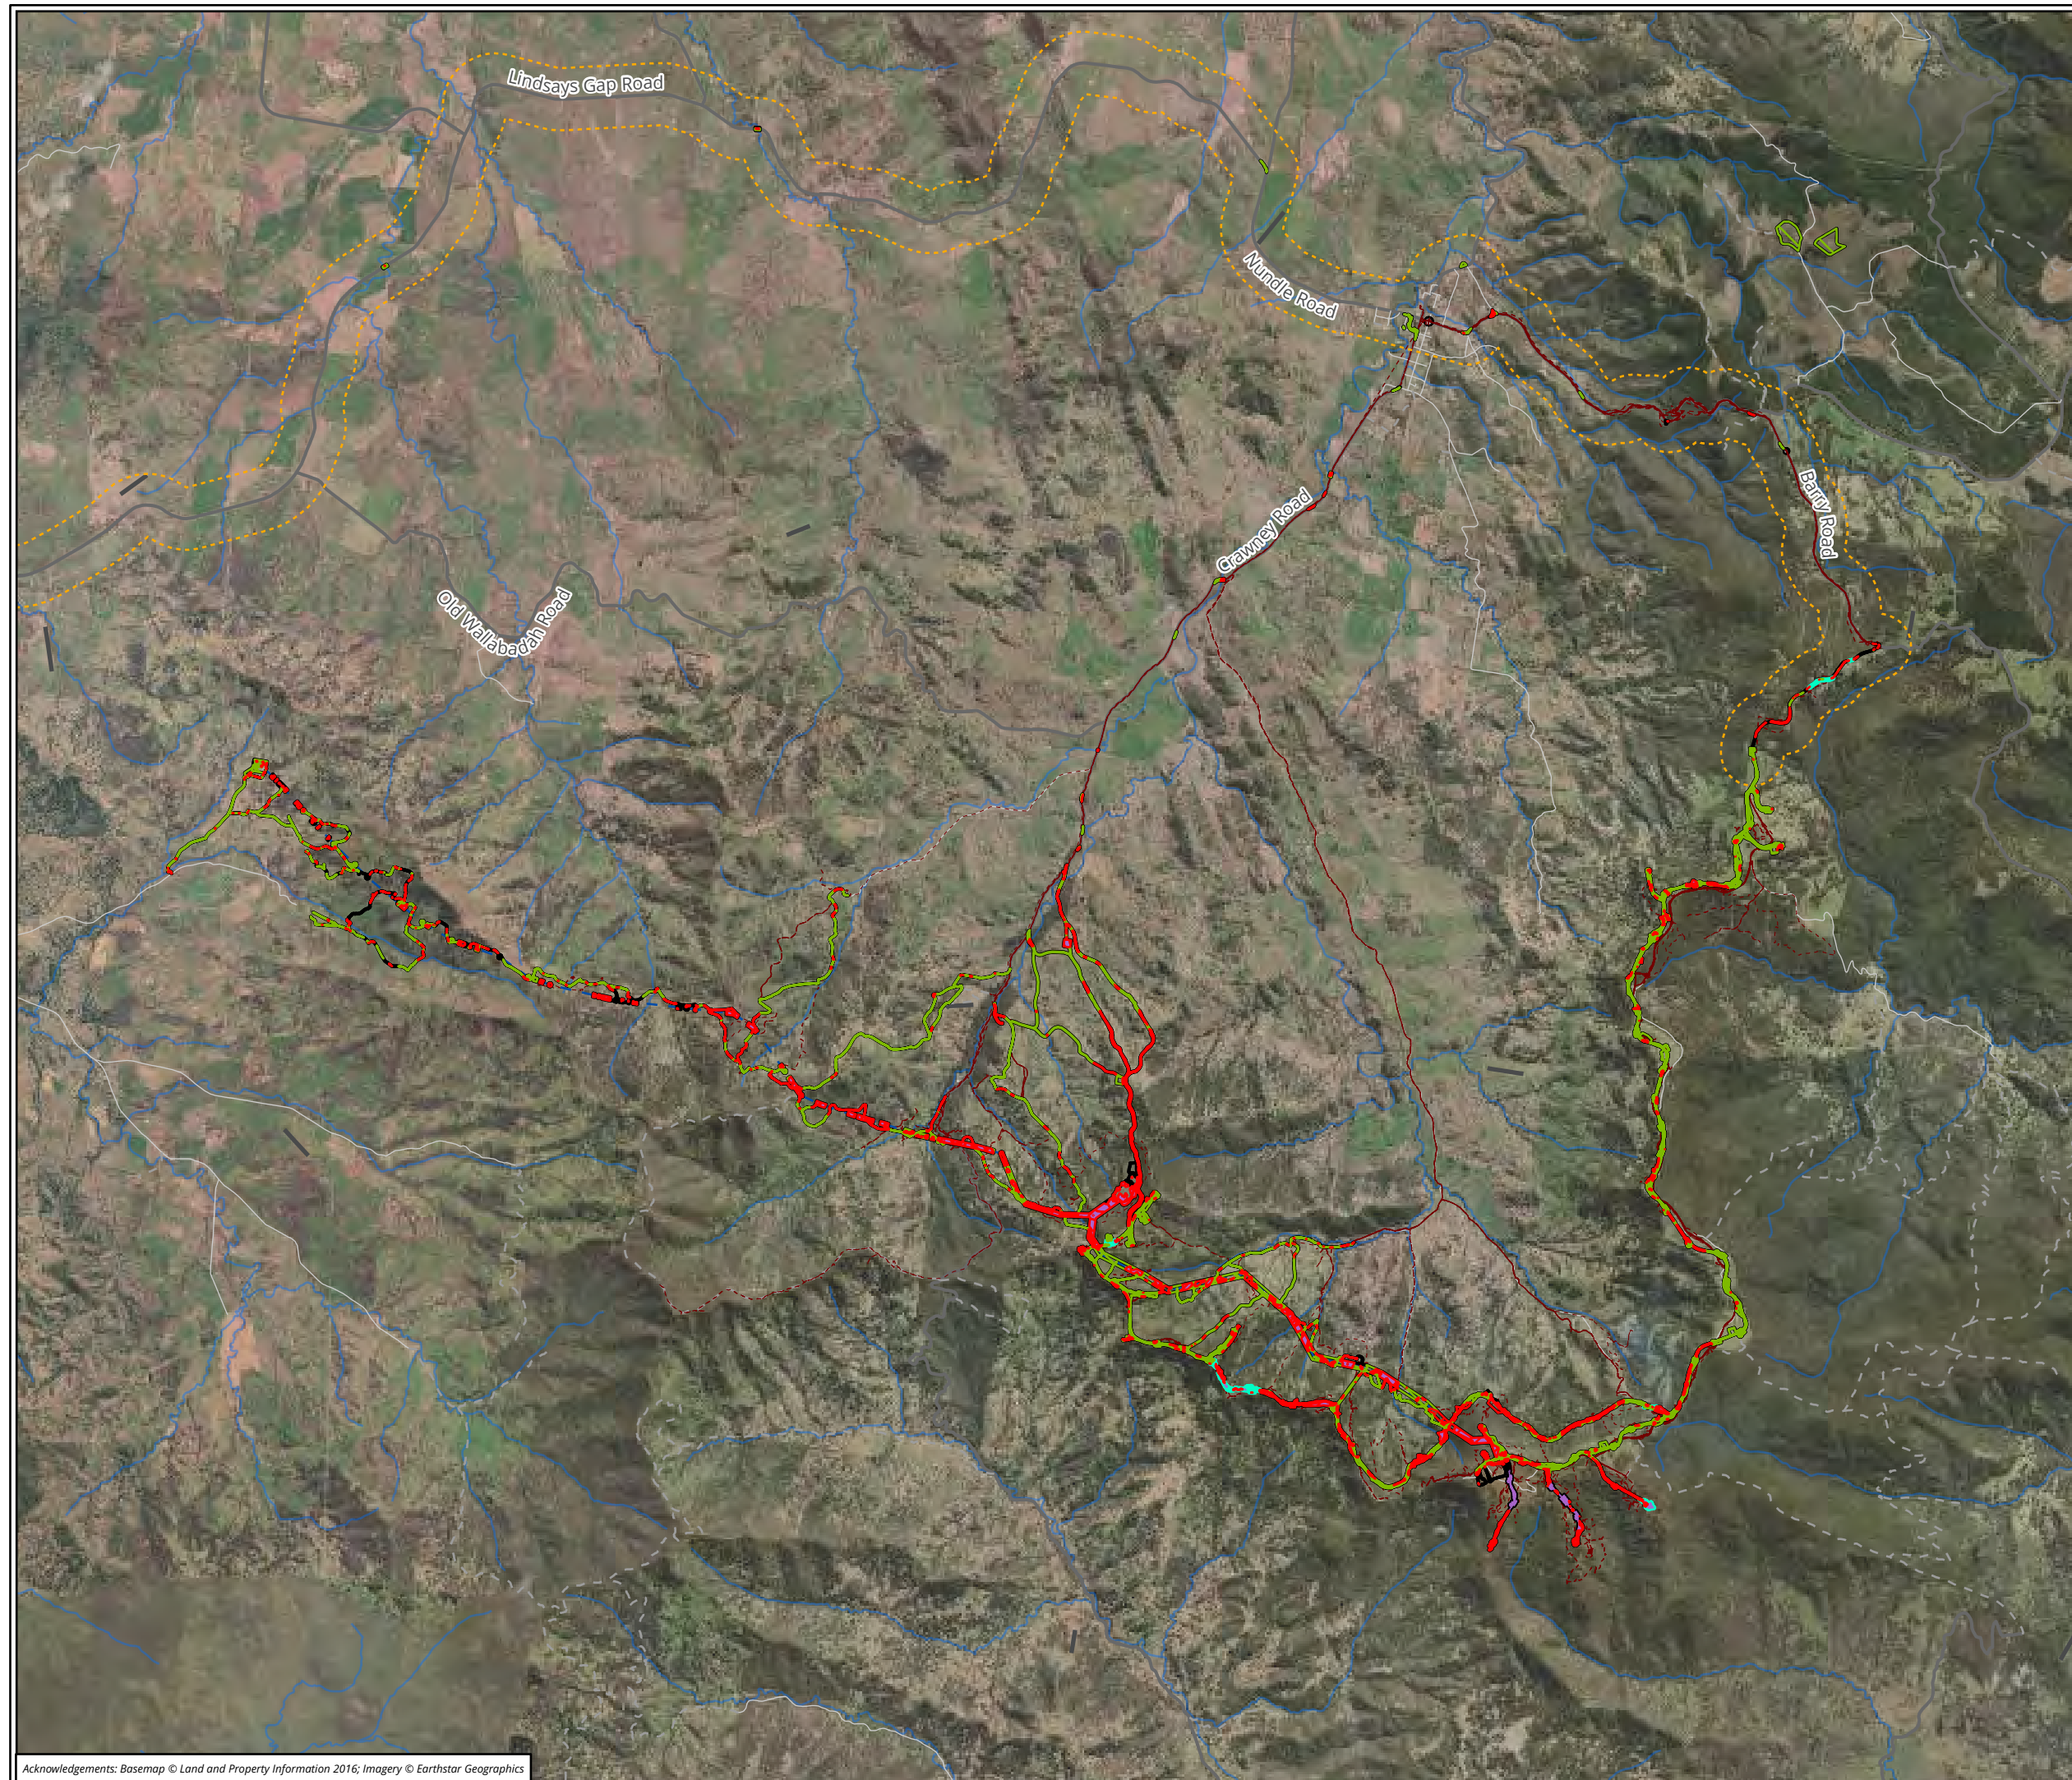 Lindsays Gap Road
Nundle Road
Crawney Road
Barry Road
Old Wallabadah Road
Acknowledgements: Basemap © Land and Property Information 2016; Imagery © Earthstar Geographics